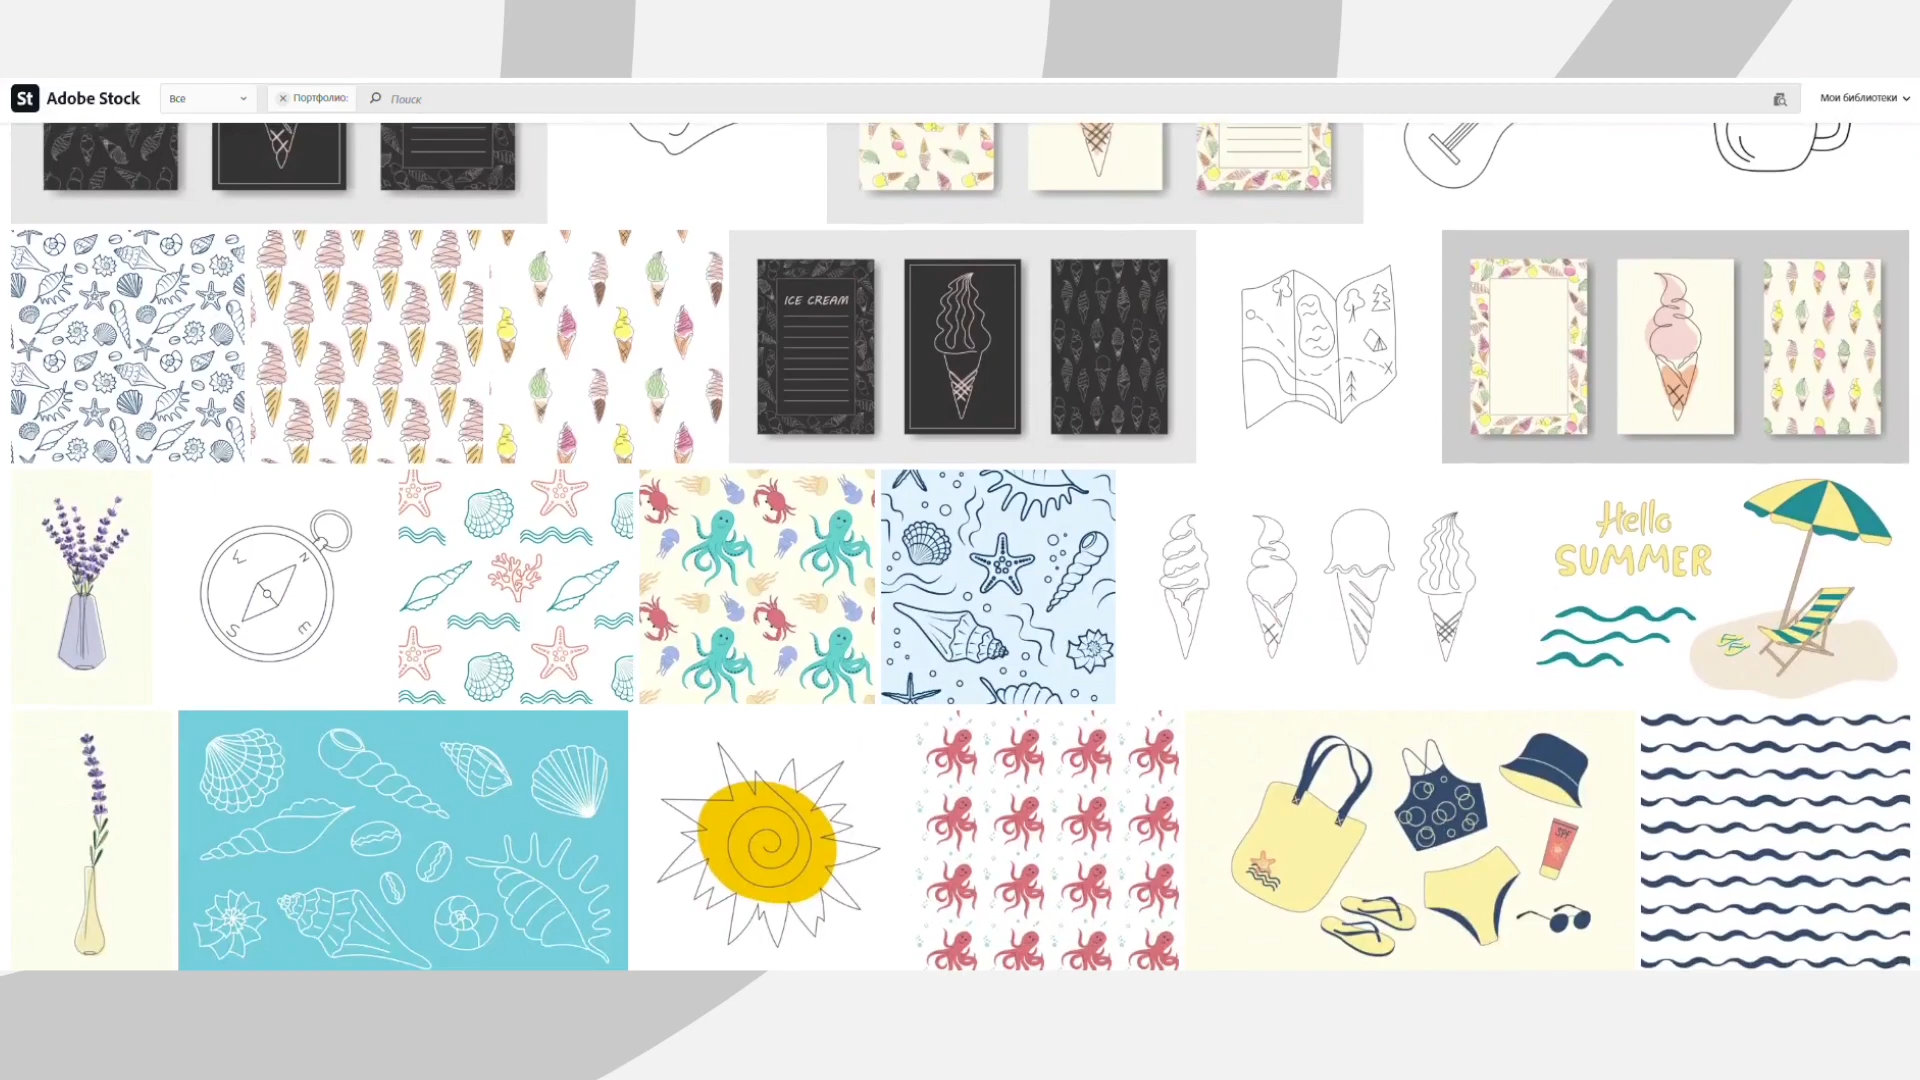 St Adobe Stock
Все
Портфолио:
Поиск
Мои библиотеки
ICE CREAM
W
N
S
E
Hello
SUMMER
SPF